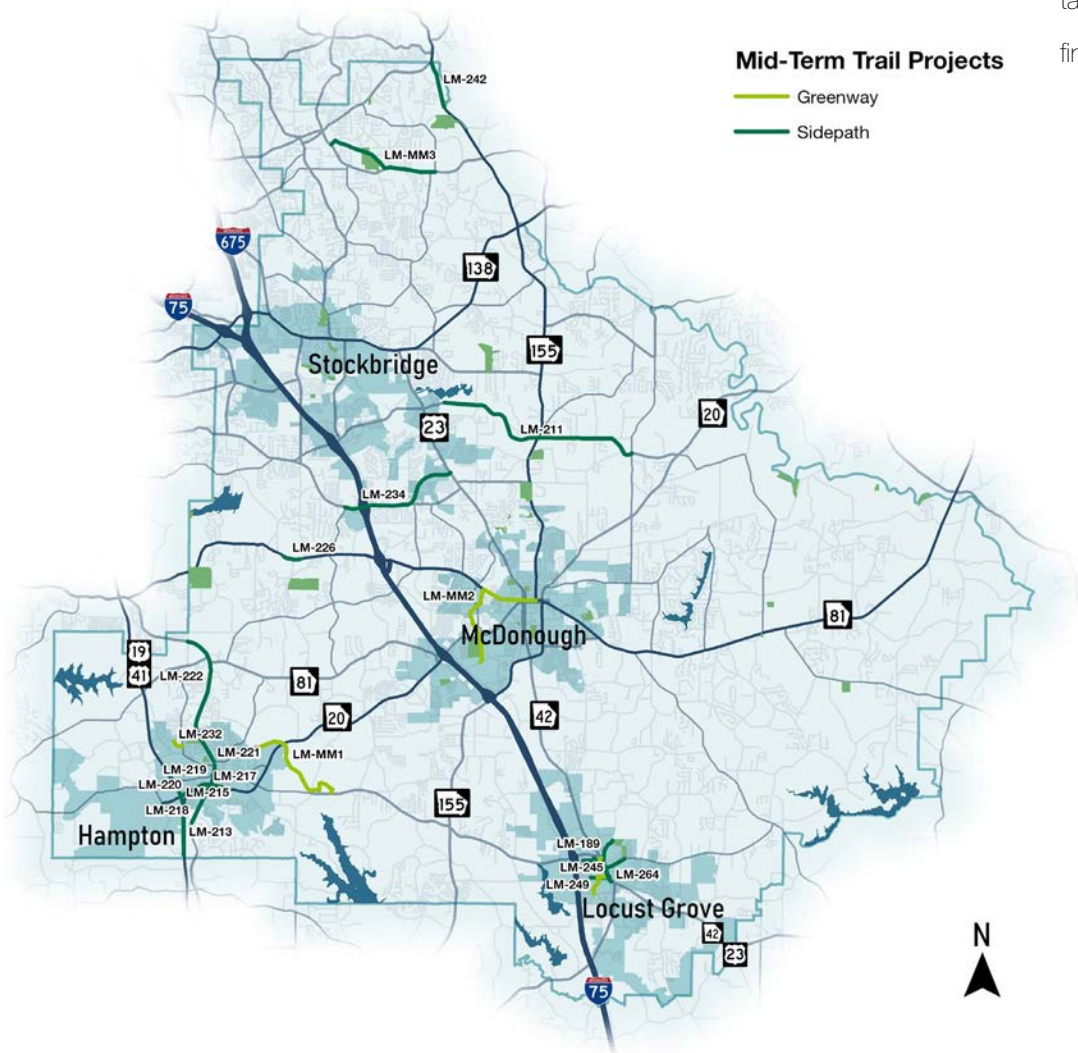 ta
fin
Mid-Term Trail Projects
Greenway
Sidepath
LM-242
LM-MM3
675
138
75
155
Stockbridge
20
23
LM-211
LM-234
LM-226
LM-MM2
McDonough
81
19
41
LM-222
81
20
42
LM-232
LM-221
LM-MM1
LM-219
LM-217
LM-220
LM-215
155
LM-218
Hampton
LM-213
LM-189
LM-245
LM-264
LM-249
Locust Grove
42
23
N
75